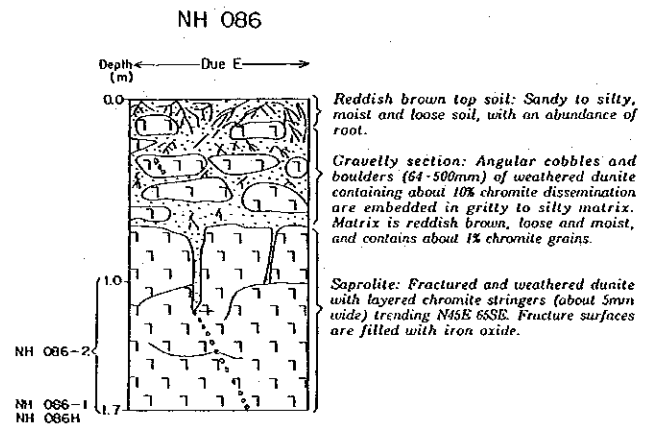 NH 086
Depth
(m)
Due E
0.0
Reddish brown top soil: Sandy to silty,
moist and loose soil, with an abundance of
root.
Gravelly section: Angular cobbles and
boulders (64-500mm) of weathered dunite
containing about 10% chromite dissemination
are embedded in gritty to silty matrix.
Matrix is reddish brown, loose and moist,
and contains about 1% chromite grains.
1.0
Saprolite: Fractured and weathered dunite
with layered chromite stringers (about 5mm
wide) trending N45E 65SE. Fracture surfaces
are filled with iron oxide.
NH 086-2
NH 086-1
NH 086H
1.7